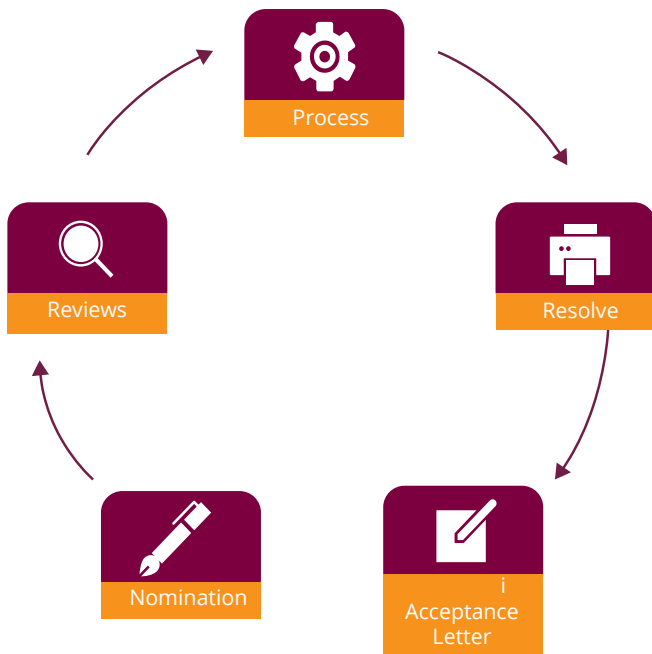 Process
Reviews
Resolve
Nomination
i
Acceptance
Letter